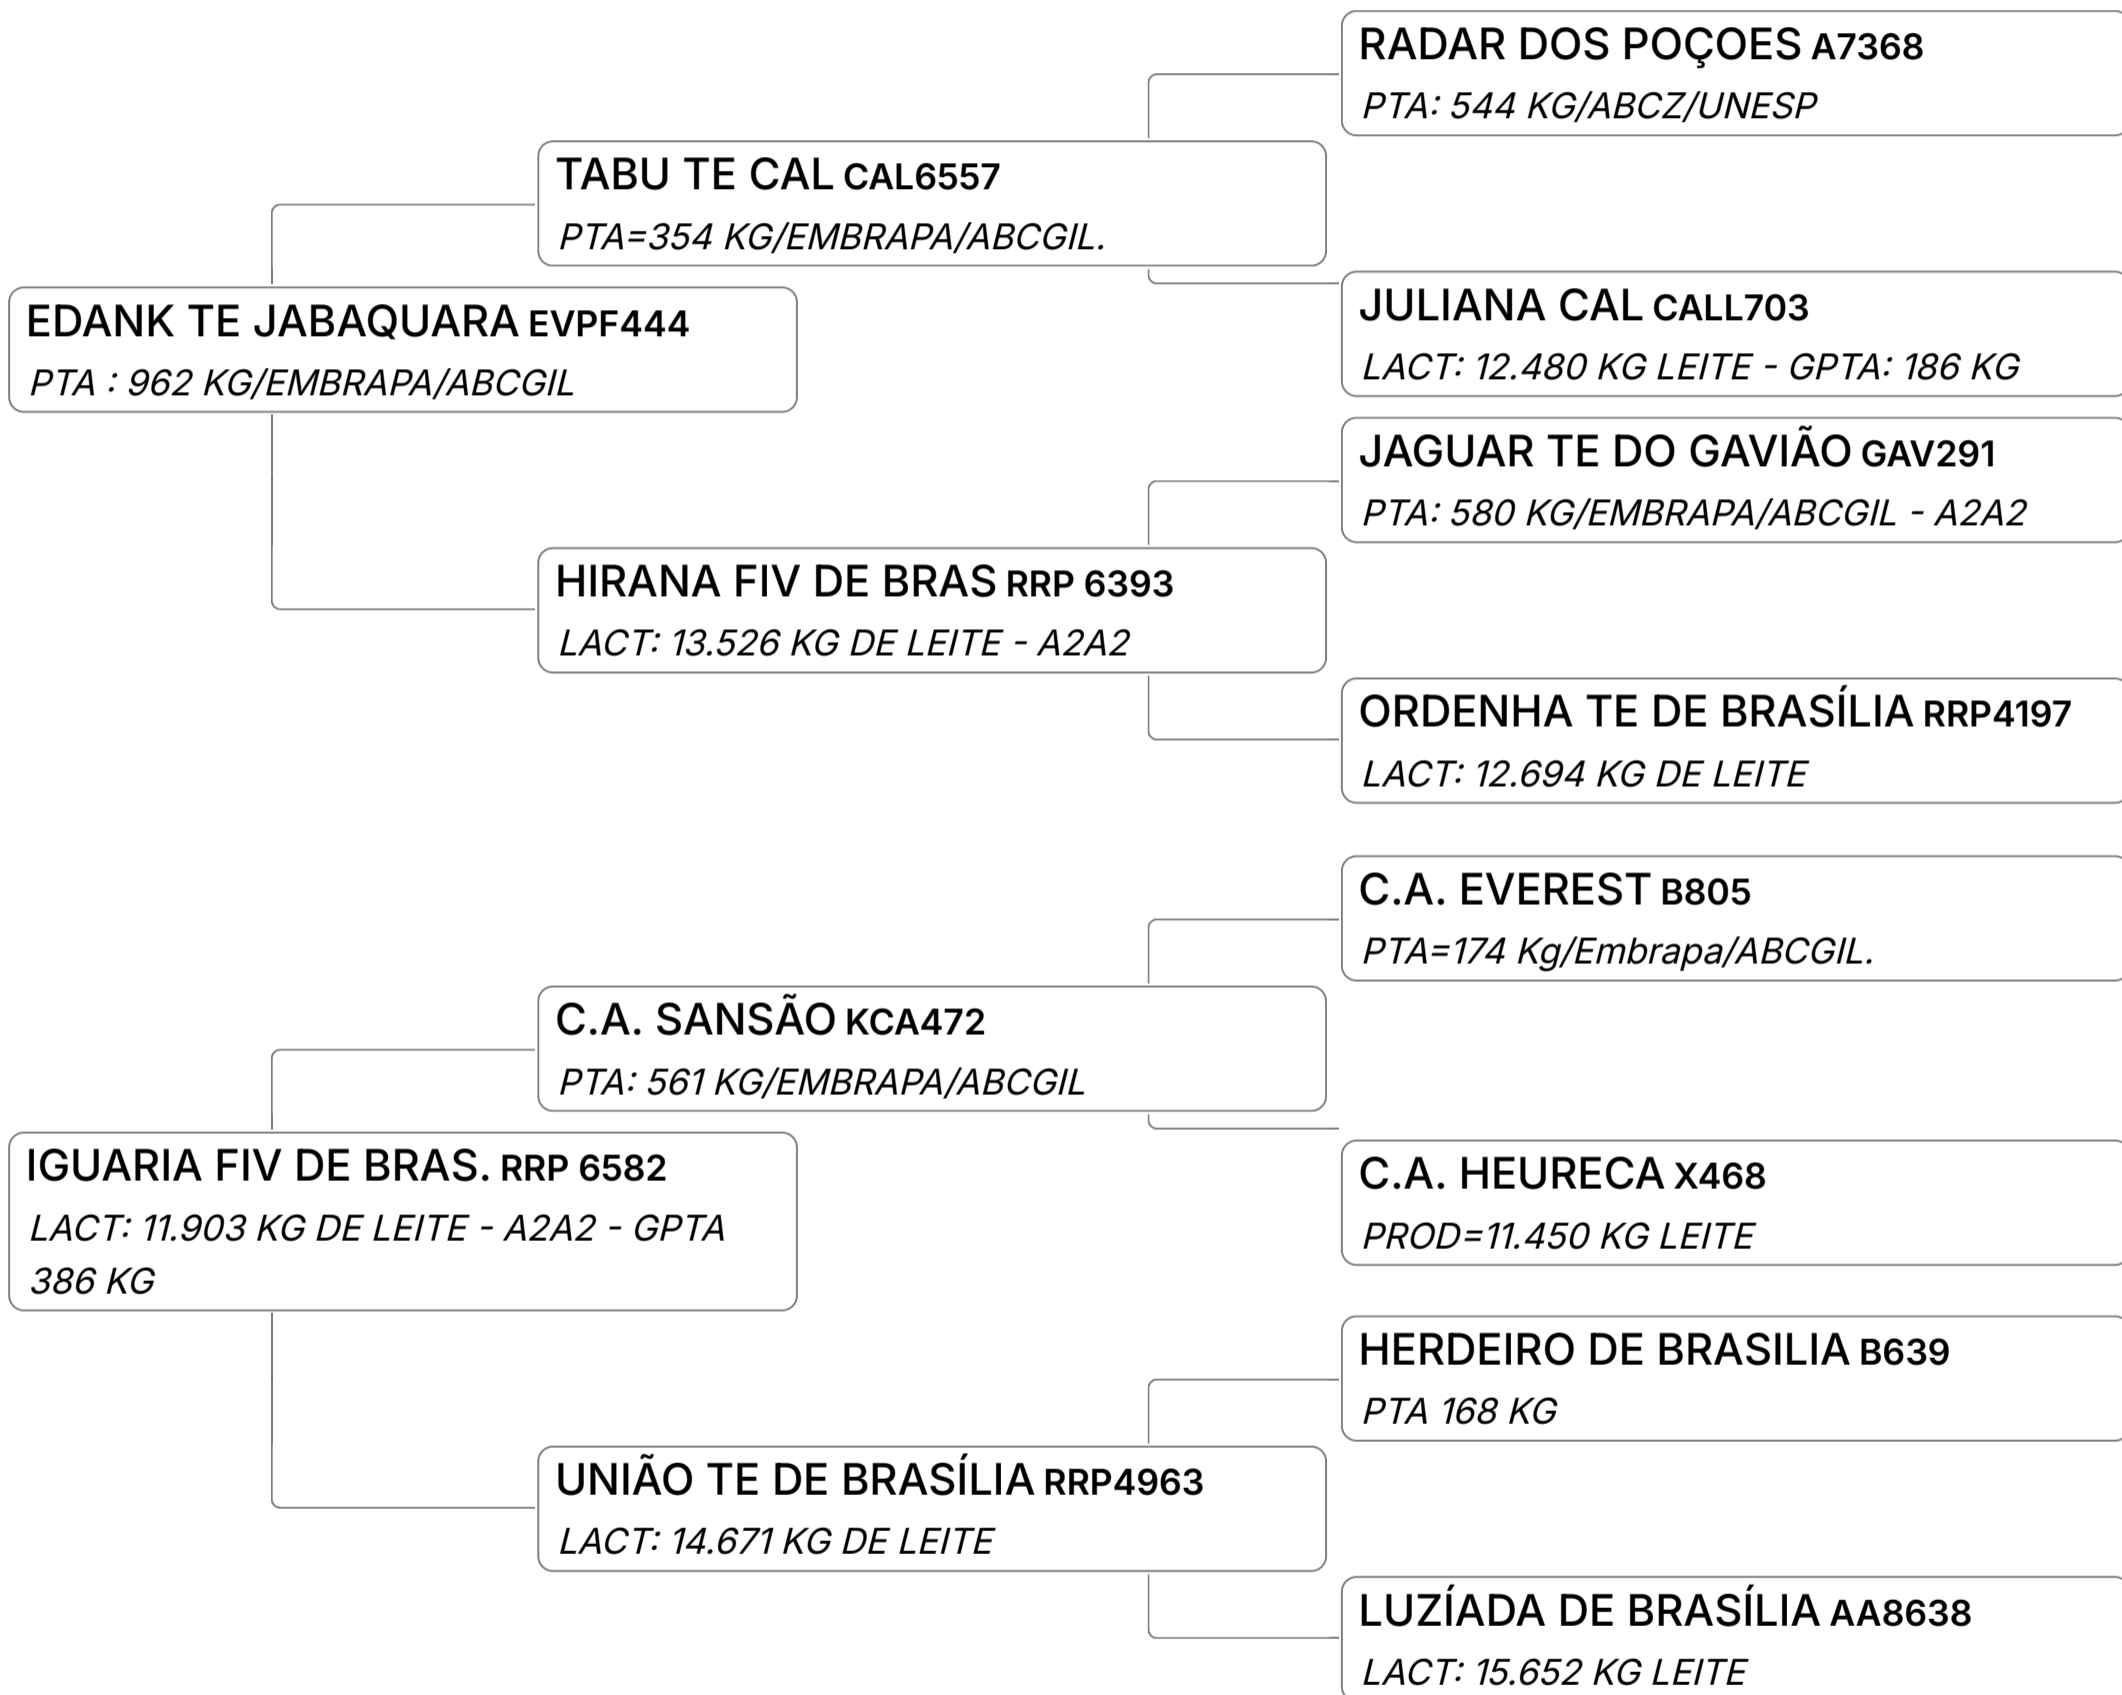 RADAR DOS POÇOES A7368
PTA: 544 KG/ABCZ/UNESP
TABU TE CAL CAL6557
PTA=354 KG/EMBRAPA/ABCGIL.
JULIANA CAL CALL703
LACT: 12.480 KG LEITE - GPTA: 186 KG
EDANK TE JABAQUARA EVPF444
PTA : 962 KG/EMBRAPA/ABCGIL
JAGUAR TE DO GAVIÃO GAV291
PTA: 580 KG/EMBRAPA/ABCGIL - A2A2
HIRANA FIV DE BRAS RRP 6393
LACT: 13.526 KG DE LEITE - A2A2
ORDENHA TE DE BRASÍLIA RRP4197
LACT: 12.694 KG DE LEITE
C.A. EVEREST B805
PTA=174 Kg/Embrapa/ABCGIL.
C.A. SANSÃO KCA472
PTA: 561 KG/EMBRAPA/ABCGIL
C.A. HEURECA X468
PROD=11.450 KG LEITE
IGUARIA FIV DE BRAS. RRP 6582
LACT: 11.903 KG DE LEITE - A2A2 - GPTA
386 KG
HERDEIRO DE BRASILIA B639
PTA 168 KG
UNIÃO TE DE BRASÍLIA RRP4963
LACT: 14.671 KG DE LEITE
LUZÍADA DE BRASÍLIA AA8638
LACT: 15.652 KG LEITE